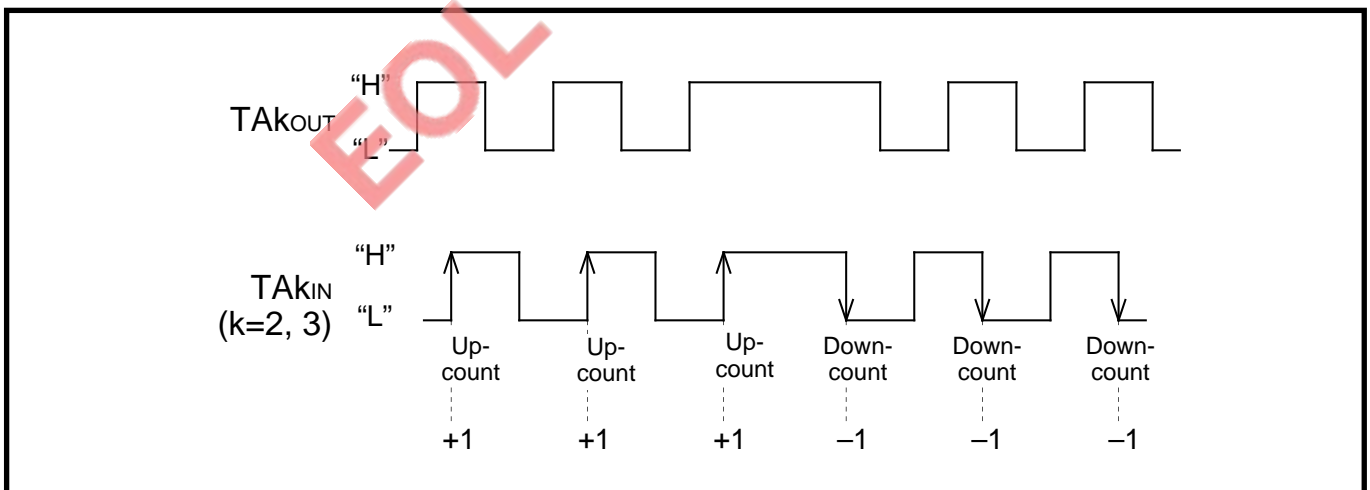 EOL
“H”
TAkOUT
“L”
“H”
TAkIN
(k=2, 3) “L”
Up-count Up-count Up-count Down-count Down-count Down-count
+1 +1 +1 –1 –1 –1